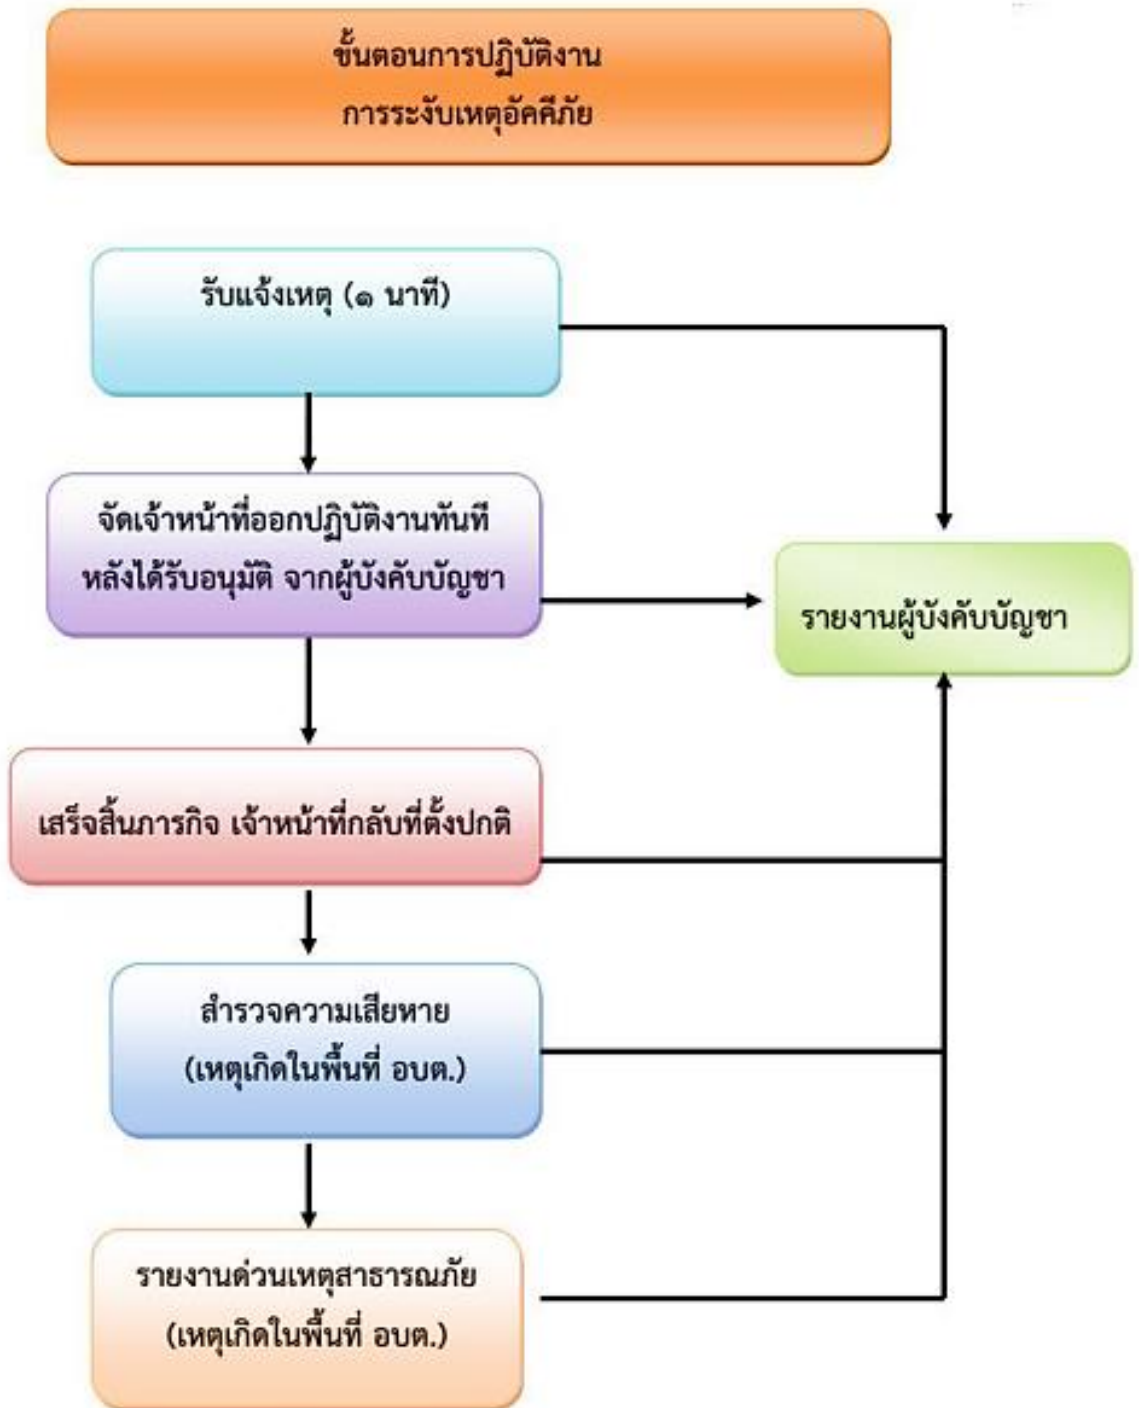 ขั้นตอนการปฏิบัติงาน
การระงับเหตุอัคคีภัย
รับแจ้งเหตุ (๑ นาที)
จัดเจ้าหน้าที่ออกปฏิบัติงานทันที
หลังได้รับอนุมัติ จากผู้บังคับบัญชา
รายงานผู้บังคับบัญชา
เสร็จสิ้นภารกิจ เจ้าหน้าที่กลับที่ตั้งปกติ
สำรวจความเสียหาย
(เหตุเกิดในพื้นที่ อบต.)
รายงานด่วนเหตุสาธารณภัย
(เหตุเกิดในพื้นที่ อบต.)